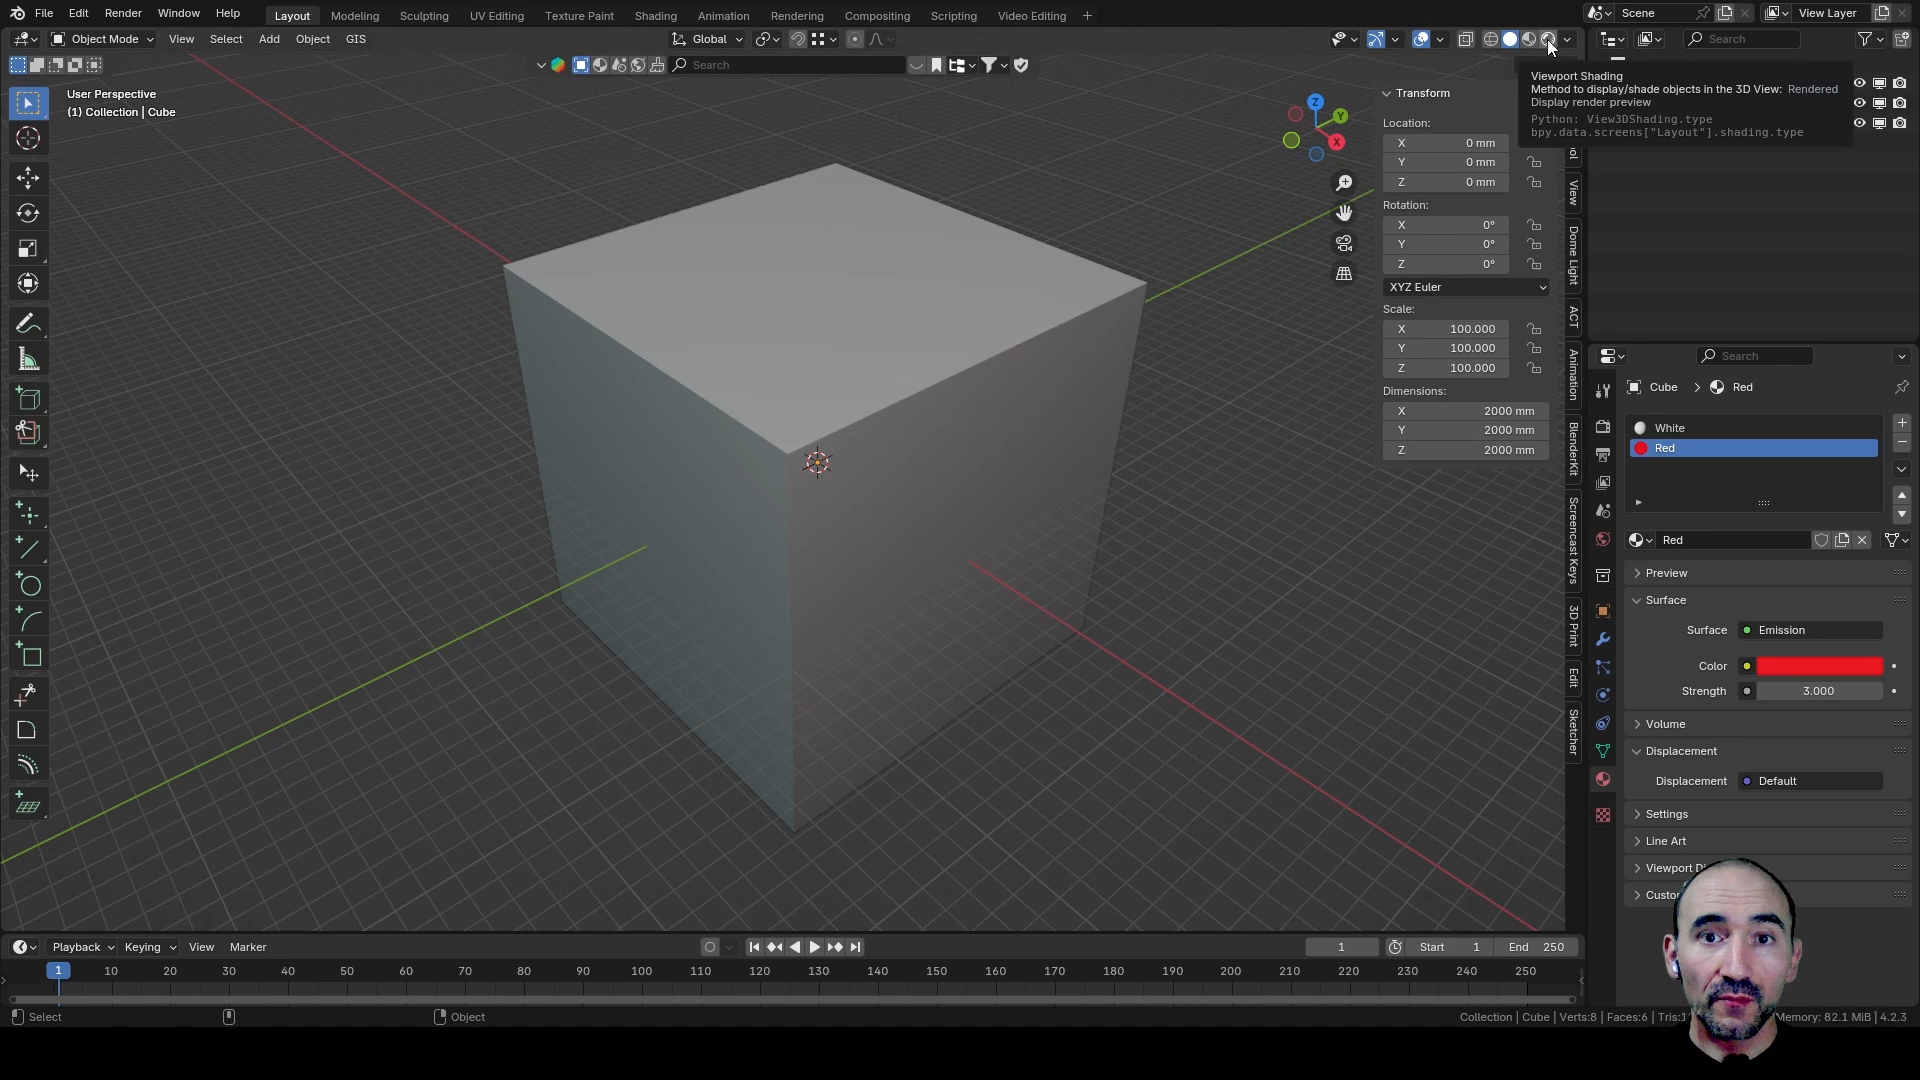 File Edit Render Window Help Layout Modeling Sculpting UV Editing Texture Paint Shading Animation Rendering Compositing Scripting Video Editing + Scene View Layer
Object Mode View Select Add Object GIS Global Search
Search
User Perspective
(1) Collection | Cube
Z
Y
X
Viewport Shading
Method to display/shade objects in the 3D View: Rendered
Display render preview
Python: View3DShading.type
bpy.data.screens["Layout"].shading.type
Transform
Location:
X 0 mm
Y 0 mm
Z 0 mm
Rotation:
X 0°
Y 0°
Z 0°
XYZ Euler
Scale:
X 100.000
Y 100.000
Z 100.000
Dimensions:
X 2000 mm
Y 2000 mm
Z 2000 mm
View
Dome Light
ACT
Animation
BlenderKit
Screencast Keys
3D Print
Edit
Sketcher
Search
Cube > Red
White
Red
Red
Preview
Surface
Surface Emission
Color
Strength 3.000
Volume
Displacement
Displacement Default
Settings
Line Art
Playback Keying View Marker 1 Start 1 End 250
1 10 20 30 40 50 60 70 80 90 100 110 120 130 140 150 160 170 180 190 200 210 220 230 240 250
Select Object Collection | Cube | Verts:8 | Faces:6 | Memory: 82.1 MiB | 4.2.3